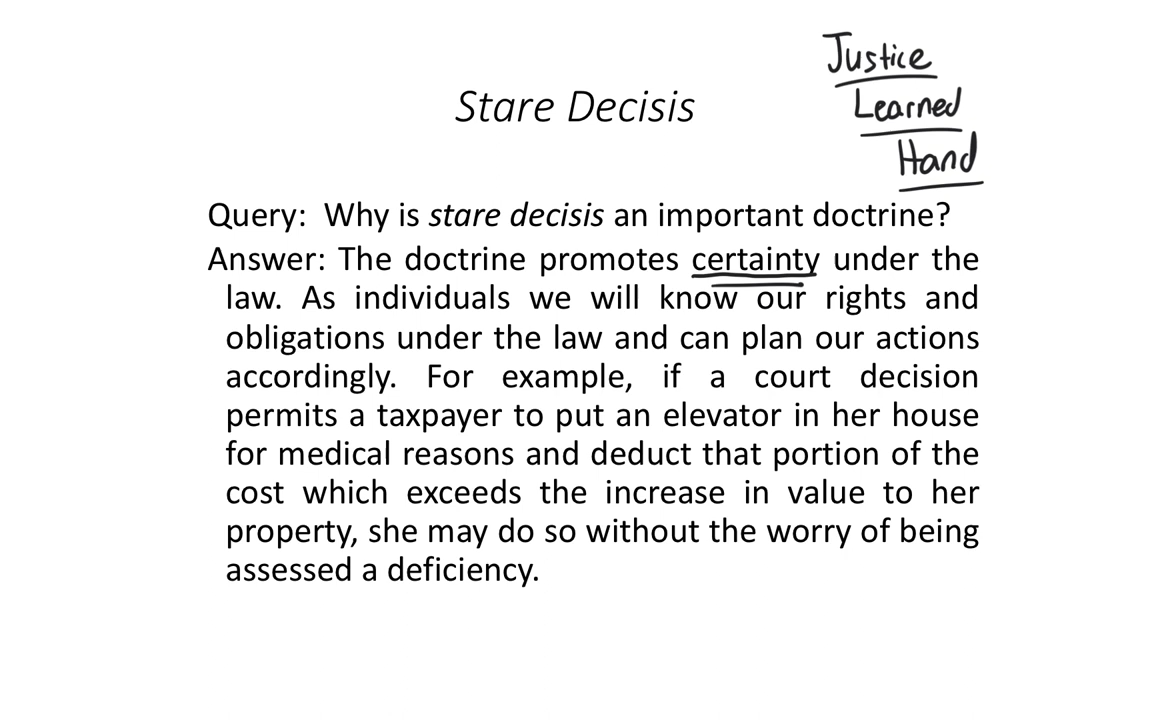 Justice
Learned
Hand
Stare Decisis
Query: Why is stare decisis an important doctrine?
Answer: The doctrine promotes certainty under the
law. As individuals we will know our rights and
obligations under the law and can plan our actions
accordingly. For example, if a court decision
permits a taxpayer to put an elevator in her house
for medical reasons and deduct that portion of the
cost which exceeds the increase in value to her
property, she may do so without the worry of being
assessed a deficiency.